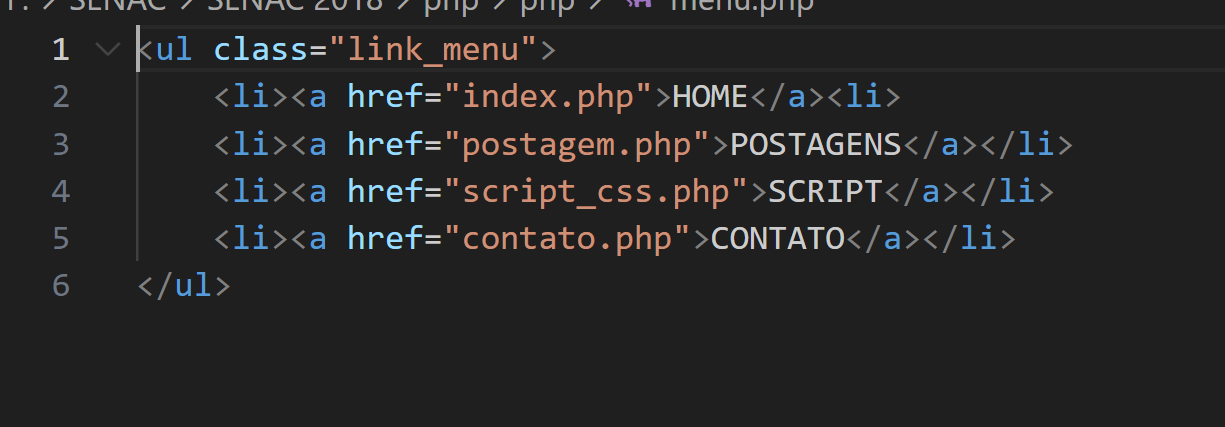 SENAC > SENAC 2018 > php > php > menu.php
1 <ul class="link_menu">
2 <li><a href="index.php">HOME</a><li>
3 <li><a href="postagem.php">POSTAGENS</a></li>
4 <li><a href="script_css.php">SCRIPT</a></li>
5 <li><a href="contato.php">CONTATO</a></li>
6 </ul>